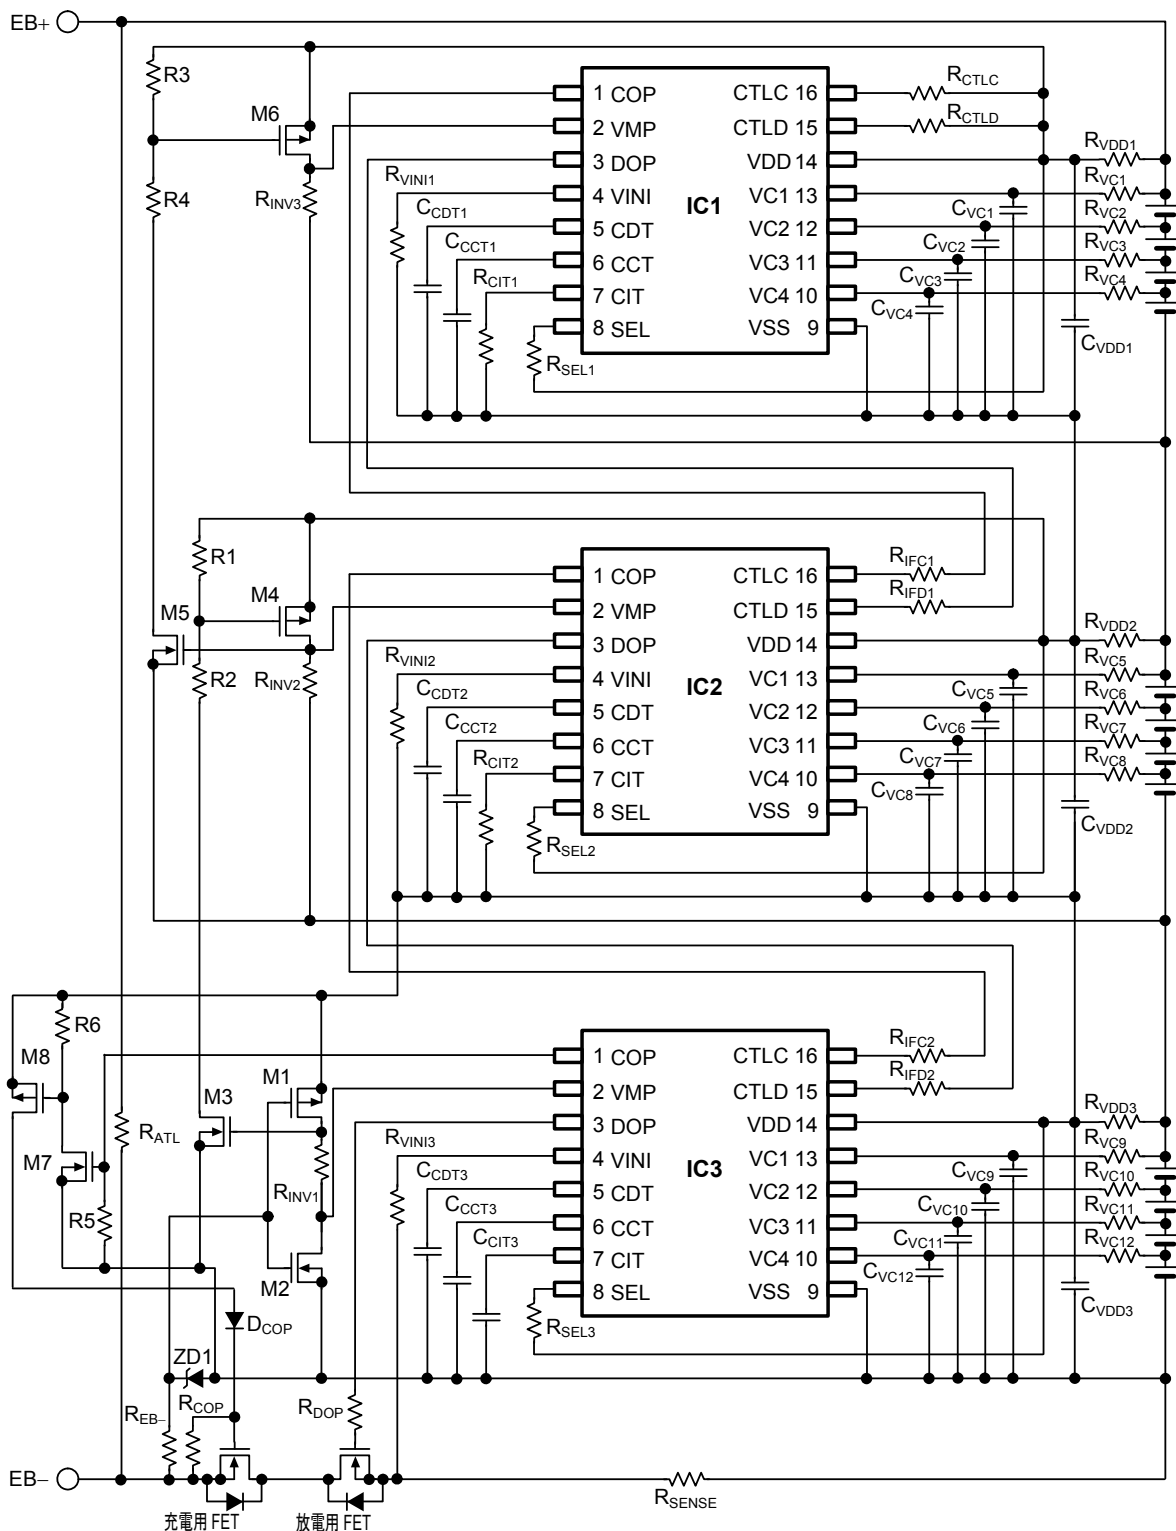 EB+
R3
M6
R4
RINV3
RVINI1
CCDT1
CCCT1
RCIT1
RSEL1
1 COP
2 VMP
3 DOP
4 VINI
5 CDT
6 CCT
7 CIT
8 SEL
IC1
CTLC 16
CTLD 15
VDD 14
VC1 13
VC2 12
VC3 11
VC4 10
VSS 9
RCTLC
RCTLD
RVDD1
RVC1
RVC2
RVC3
RVC4
CVC1
CVC2
CVC3
CVC4
CVDD1
R1
M4
M5
R2
RINV2
RVINI2
CCDT2
CCCT2
RCIT2
RSEL2
1 COP
2 VMP
3 DOP
4 VINI
5 CDT
6 CCT
7 CIT
8 SEL
IC2
CTLC 16
CTLD 15
VDD 14
VC1 13
VC2 12
VC3 11
VC4 10
VSS 9
RIFC1
RIFD1
RVDD2
RVC5
RVC6
RVC7
RVC8
CVC5
CVC6
CVC7
CVC8
CVDD2
R6
M8
M1
M3
RATL
M7
RINV1
R5
M2
RVINI3
CCDT3
CCCT3
CCIT3
RSEL3
1 COP
2 VMP
3 DOP
4 VINI
5 CDT
6 CCT
7 CIT
8 SEL
IC3
CTLC 16
CTLD 15
VDD 14
VC1 13
VC2 12
VC3 11
VC4 10
VSS 9
RIFC2
RIFD2
RVDD3
RVC9
RVC10
RVC11
RVC12
CVC9
CVC10
CVC11
CVC12
CVDD3
DCOP
ZD1
REB−
RCOP
RDOP
EB−
RSENSE
充電用 FET
放電用 FET